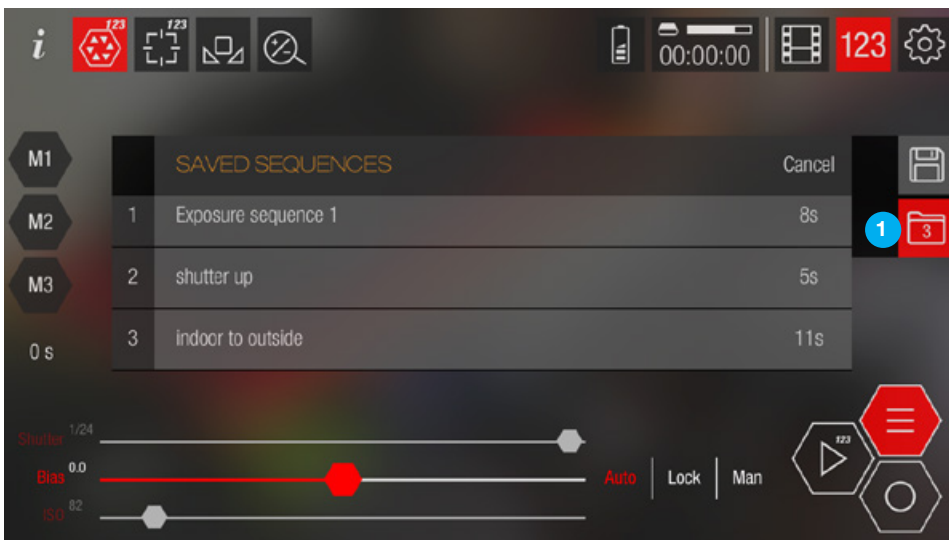 i 123 123 00:00:00 123
M1 SAVED SEQUENCES Cancel
M2 1 Exposure sequence 1 8s 1 3
M3 2 shutter up 5s
3 indoor to outside 11s
0 s
Shutter 1/24
Bias 0.0 Auto Lock Man 123
ISO 82